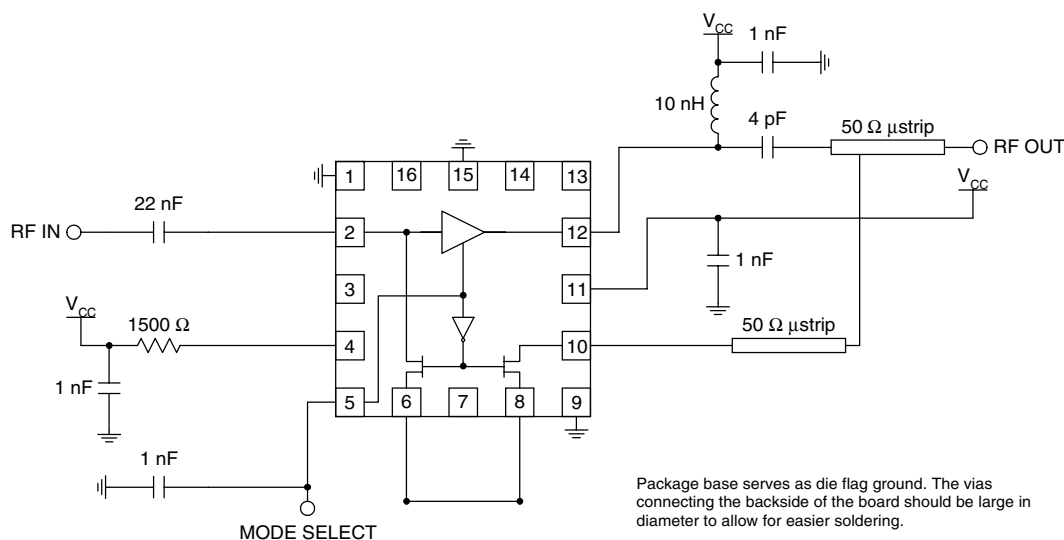 V_CC
1 nF
10 nH
4 pF
50 Ω µstrip
RF OUT
1
16
15
14
13
V_CC
22 nF
RF IN
2
12
3
11
1 nF
V_CC
1500 Ω
4
10
50 Ω µstrip
1 nF
5
6
7
8
9
1 nF
MODE SELECT
Package base serves as die flag ground. The vias
connecting the backside of the board should be large in
diameter to allow for easier soldering.